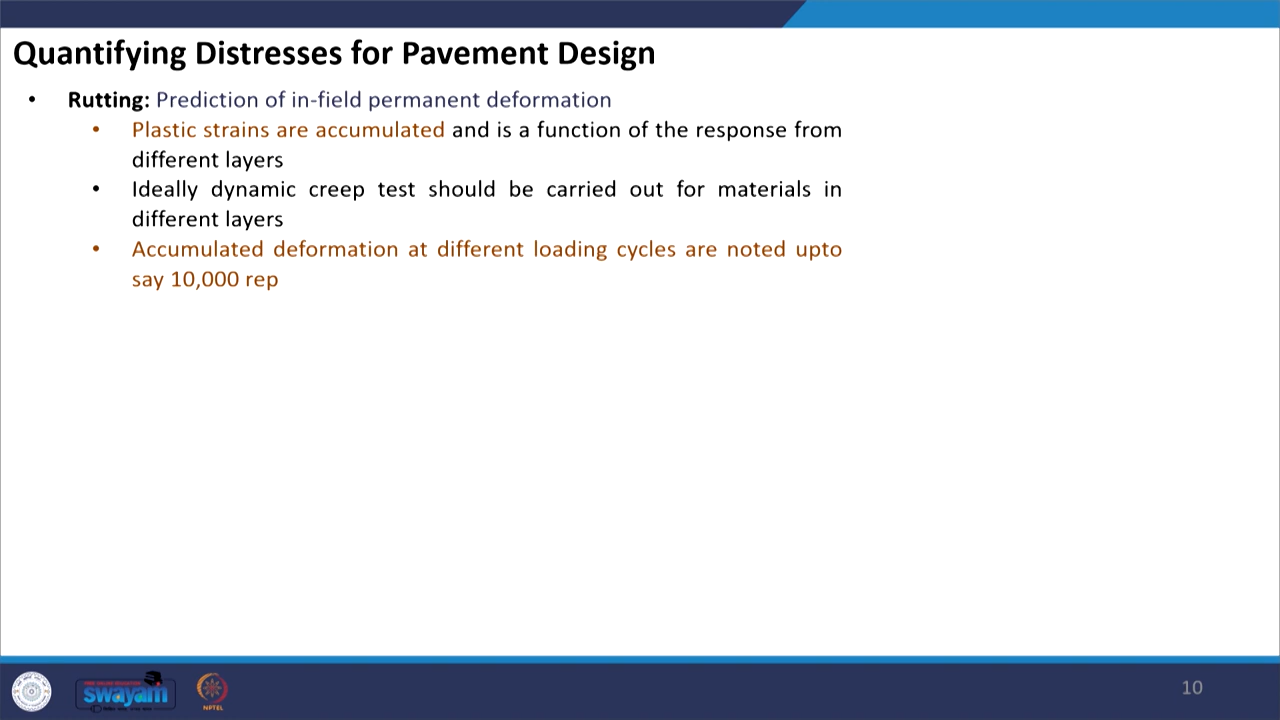 Quantifying Distresses for Pavement Design
• Rutting: Prediction of in-field permanent deformation
• Plastic strains are accumulated and is a function of the response from
different layers
• Ideally dynamic creep test should be carried out for materials in
different layers
• Accumulated deformation at different loading cycles are noted upto
say 10,000 rep
swayam
NPTEL
10